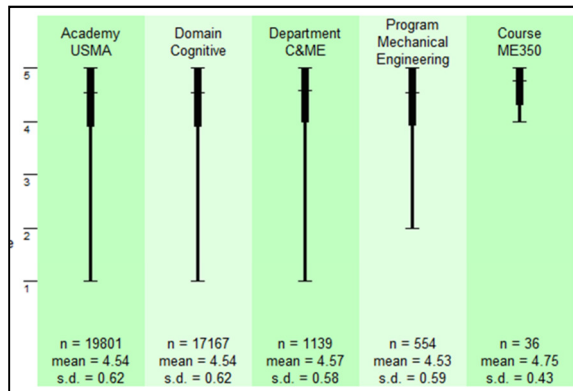 Academy
USMA
Domain
Cognitive
Department
C&ME
Program
Mechanical
Engineering
Course
ME350
5
4
3
2
e
1
n = 19801
mean = 4.54
s.d. = 0.62
n = 17167
mean = 4.54
s.d. = 0.62
n = 1139
mean = 4.57
s.d. = 0.58
n = 554
mean = 4.53
s.d. = 0.59
n = 36
mean = 4.75
s.d. = 0.43